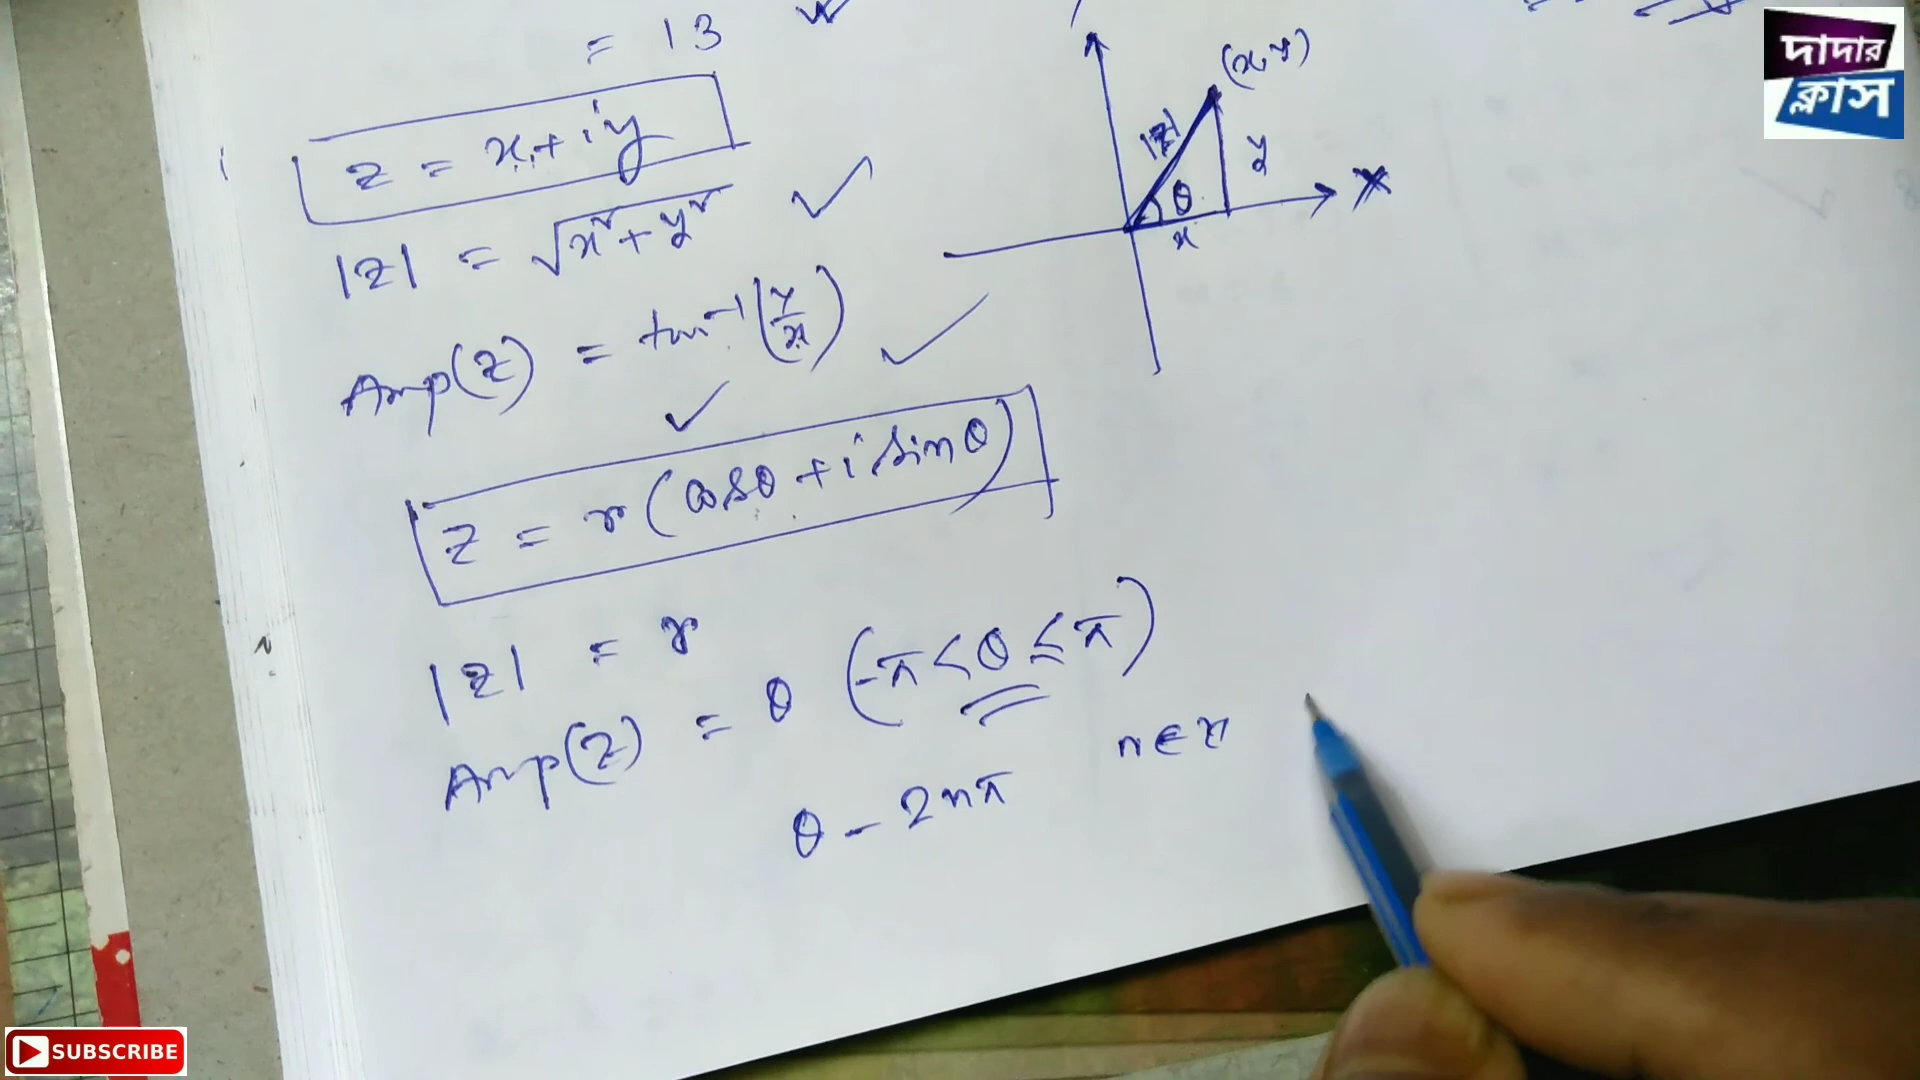 = 13
z = x + iy
|z| = √x² + y²
Amp(z) = tan⁻¹(y/x)
z = r(cosθ + i sinθ)
|z| = r
Amp(z) = θ (-π < θ ≤ π)
θ - 2nπ
n ∈
(x, y)
|z|
y
θ
x
X
দাদার
ক্লাস
SUBSCRIBE